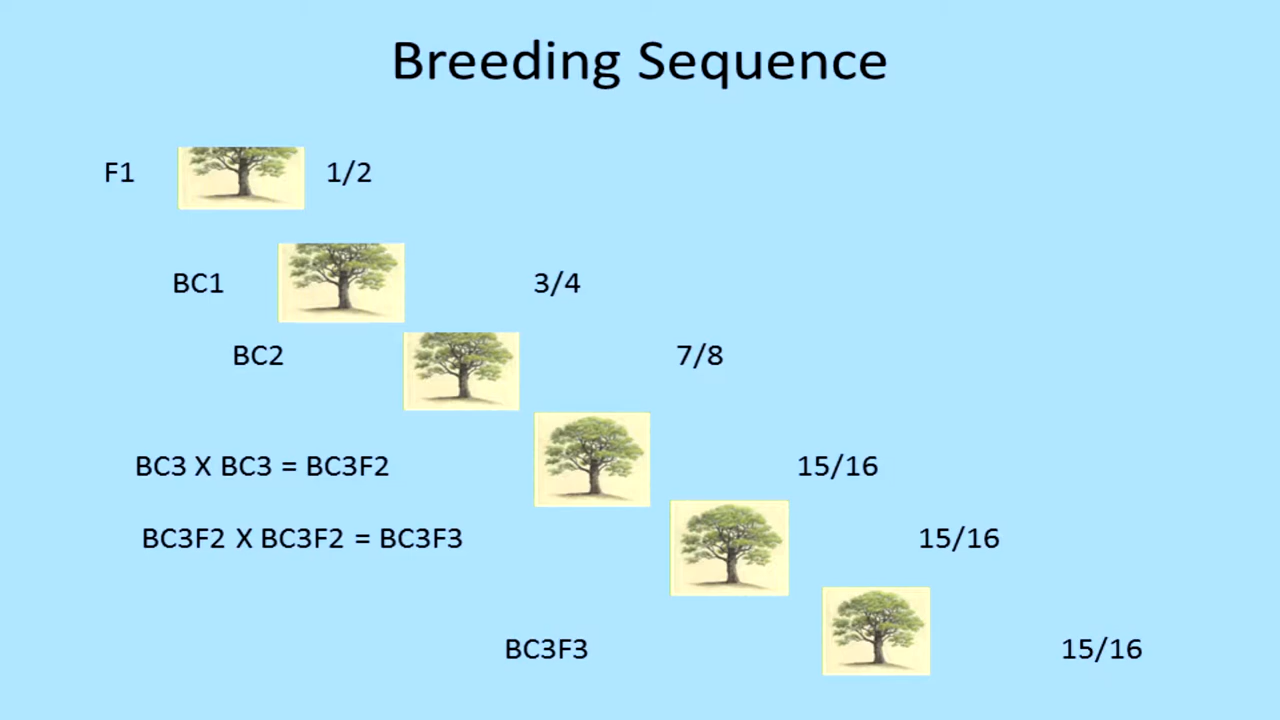 Breeding Sequence
F1 1/2
BC1 3/4
BC2 7/8
BC3 X BC3 = BC3F2 15/16
BC3F2 X BC3F2 = BC3F3 15/16
BC3F3 15/16